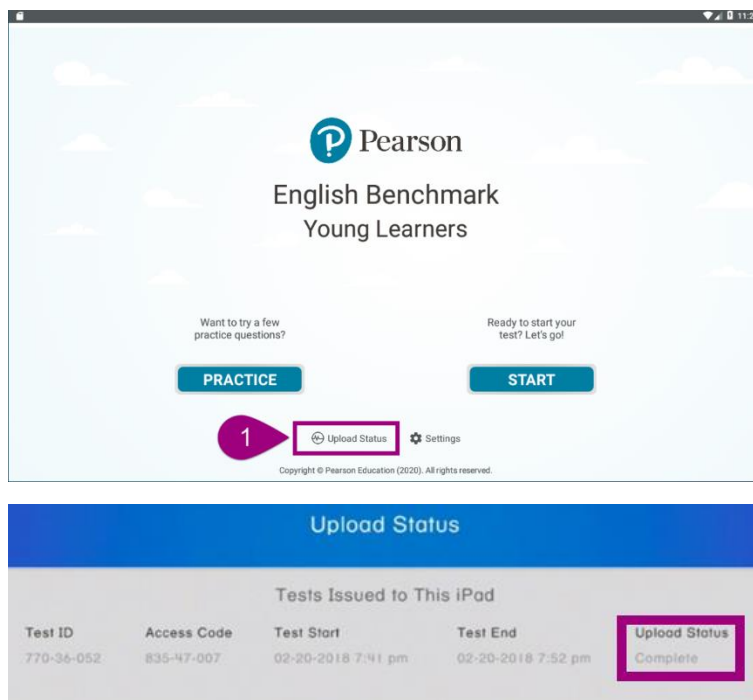 11:2
Pearson
English Benchmark
Young Learners
Want to try a few
practice questions?
Ready to start your
test? Let's go!
PRACTICE
START
1
Upload Status
Settings
Copyright © Pearson Education (2020). All rights reserved.
Upload Status
Tests Issued to This iPad
Test ID Access Code Test Start Test End Upload Status
770-36-052 835-47-007 02-20-2018 7:41 pm 02-20-2018 7:52 pm Complete